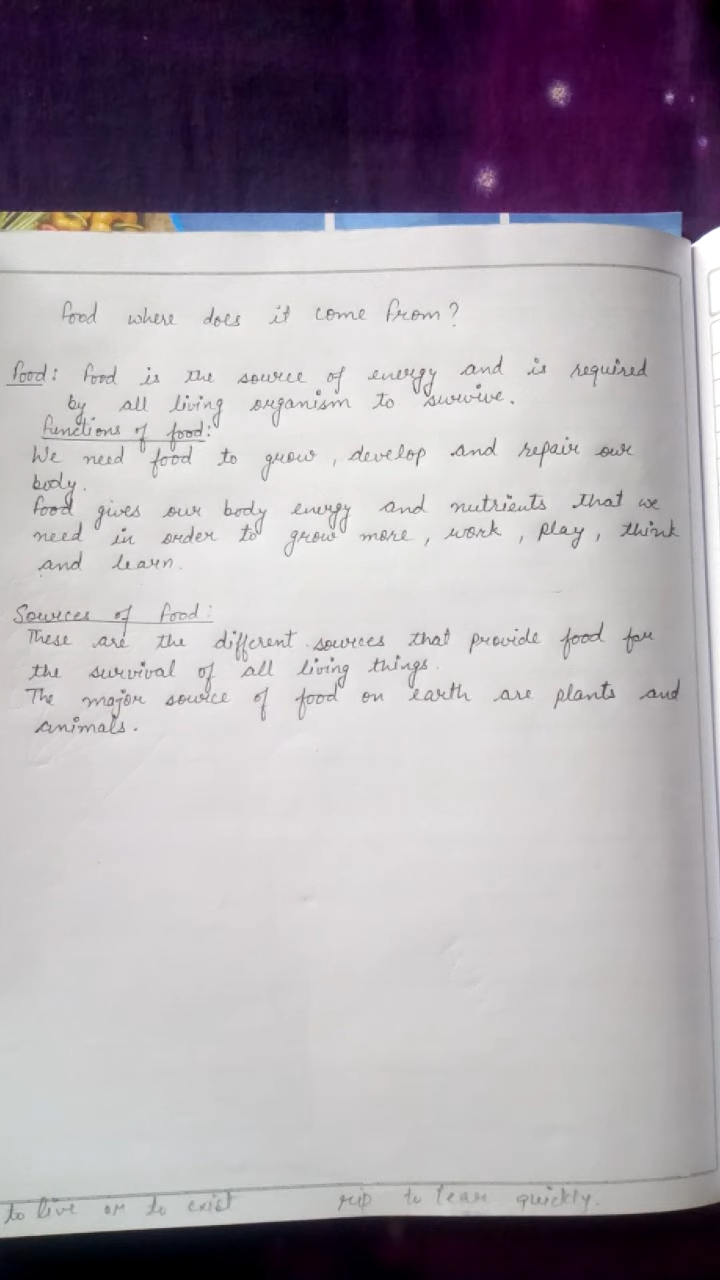 food where does it come from?
food: food is the source of energy and is required
by all living organism to survive.
functions of food:
We need food to grow, develop and repair our
body.
food gives our body energy and nutrients that we
need in order to grow more, work, play, think
and learn.
Sources of food:
These are the different sources that provide food for
the survival of all living things.
The major source of food on earth are plants and
animals.
to live or to exist rip to tear quickly.